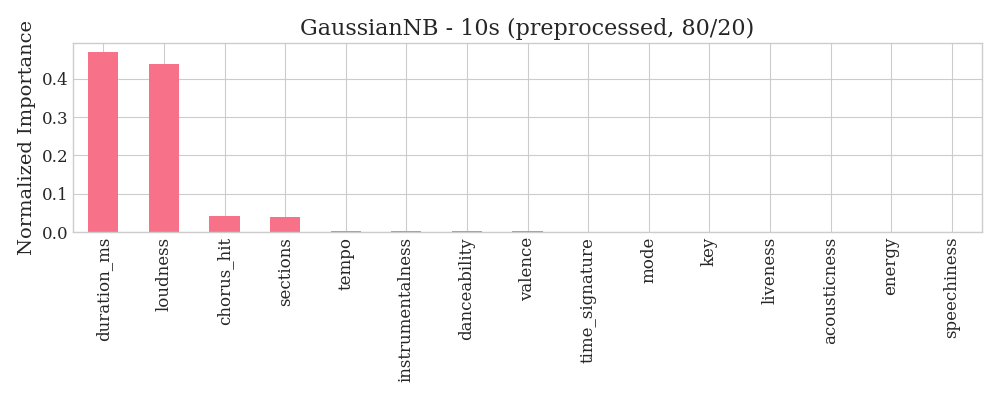 GaussianNB - 10s (preprocessed, 80/20)
Normalized Importance
0.4
0.3
0.2
0.1
0.0
duration_ms
loudness
chorus_hit
sections
tempo
instrumentalness
danceability
valence
time_signature
mode
key
liveness
acousticness
energy
speechiness